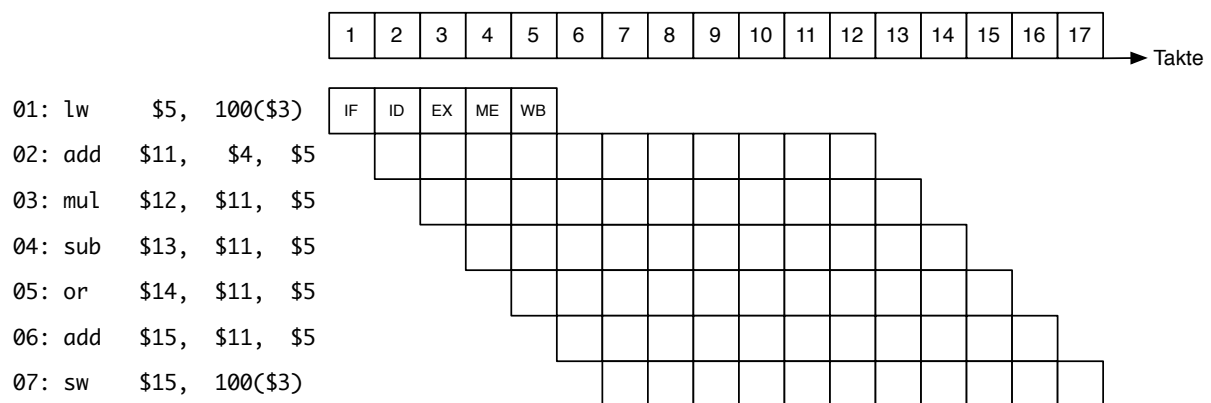 1 2 3 4 5 6 7 8 9 10 11 12 13 14 15 16 17
Takte
01: lw $5, 100($3) IF ID EX ME WB
02: add $11, $4, $5
03: mul $12, $11, $5
04: sub $13, $11, $5
05: or $14, $11, $5
06: add $15, $11, $5
07: sw $15, 100($3)